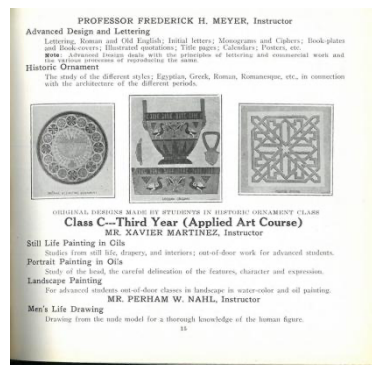 PROFESSOR FREDERICK H. MEYER, Instructor
Advanced Design and Lettering
Lettering, Roman and Old English; Initial letters; Monograms and Ciphers; Book-plates
and Book-covers; Illustrated quotations; Title pages; Calendars; Posters, etc.
NOTE: Advanced Design deals with the principles of lettering and commercial work and
the various processes of reproducing the same.
Historic Ornament
The study of the different styles; Egyptian, Greek, Roman, Romanesque, etc., in connection
with the architecture of the different periods.
ORIGINAL DESIGNS MADE BY STUDENTS IN HISTORIC ORNAMENT CLASS
Class C---Third Year (Applied Art Course)
MR. XAVIER MARTINEZ, Instructor
Still Life Painting in Oils
Studies from still life, drapery, and interiors; out-of-door work for advanced students.
Portrait Painting in Oil's
Study of the head, the careful delineation of the features, character and expression.
Landscape Painting
For advanced students out-of-door classes in landscape in water-color and oil painting.
MR. PERHAM W. NAHL, Instructor
Men's Life Drawing
Drawing from the nude model for a thorough knowledge of the human figure.